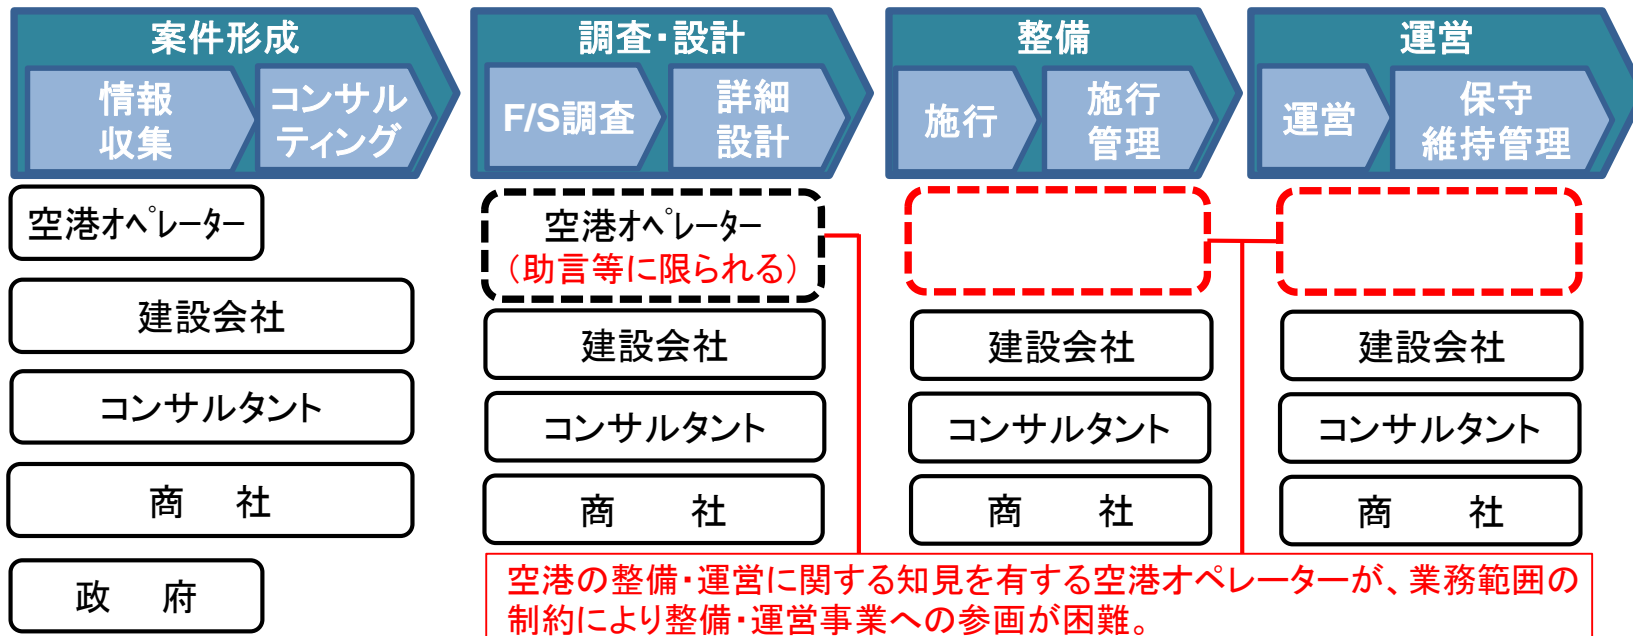 案件形成
情報
収集
コンサル
ティング
調査・設計
F/S調査
詳細
設計
整備
施行
施行
管理
運営
運営
保守
維持管理
空港オペレーター
建設会社
コンサルタント
商　社
政　府
空港オペレーター
（助言等に限られる）
建設会社
コンサルタント
商　社
建設会社
コンサルタント
商　社
建設会社
コンサルタント
商　社
空港の整備・運営に関する知見を有する空港オペレーターが、業務範囲の
制約により整備・運営事業への参画が困難。